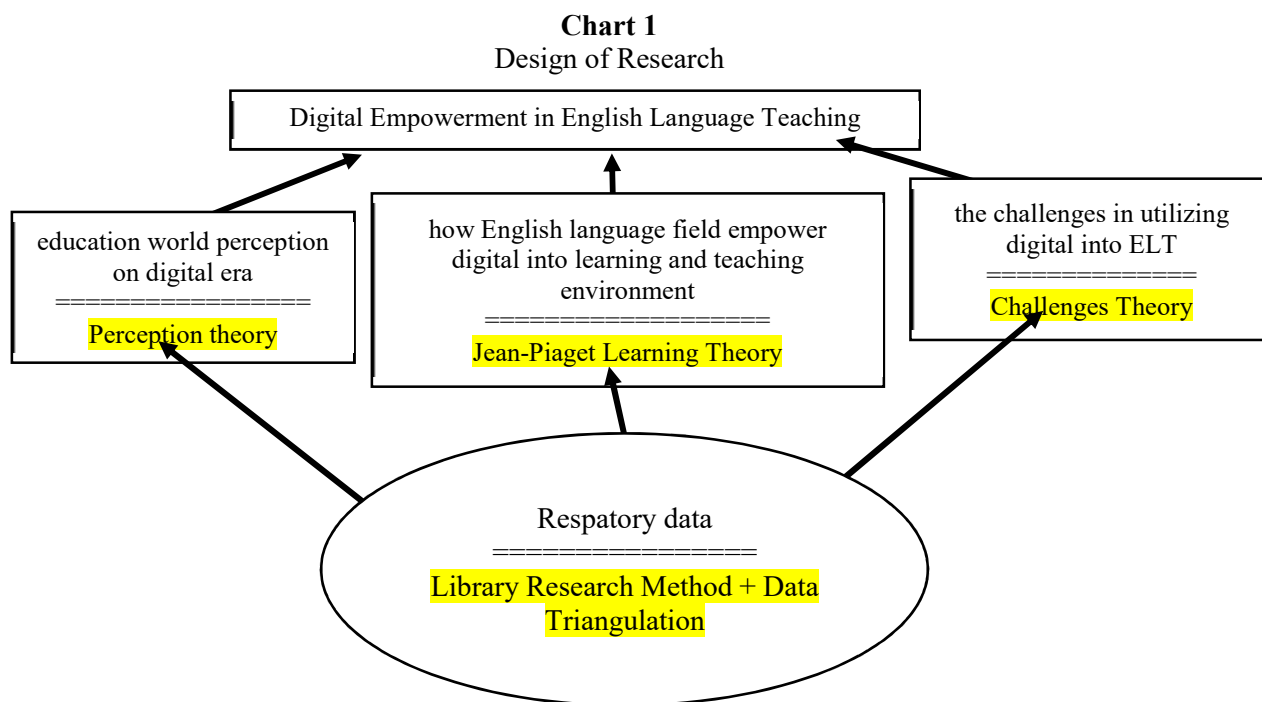 Chart 1
Design of Research
Digital Empowerment in English Language Teaching
education world perception
on digital era
=================
Perception theory
how English language field empower
digital into learning and teaching
environment
===================
Jean-Piaget Learning Theory
the challenges in utilizing
digital into ELT
==============
Challenges Theory
Respatory data
================
Library Research Method + Data
Triangulation